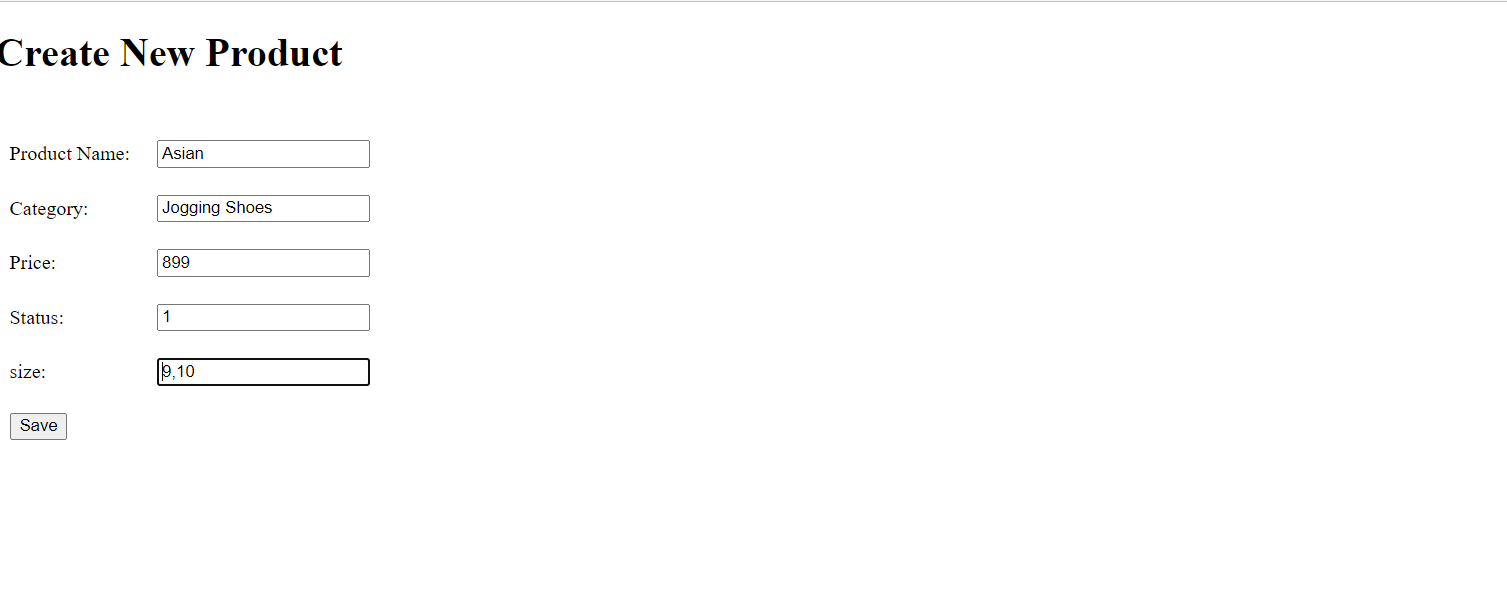 Create New Product
Product Name: Asian
Category: Jogging Shoes
Price: 899
Status: 1
size: 9,10
Save